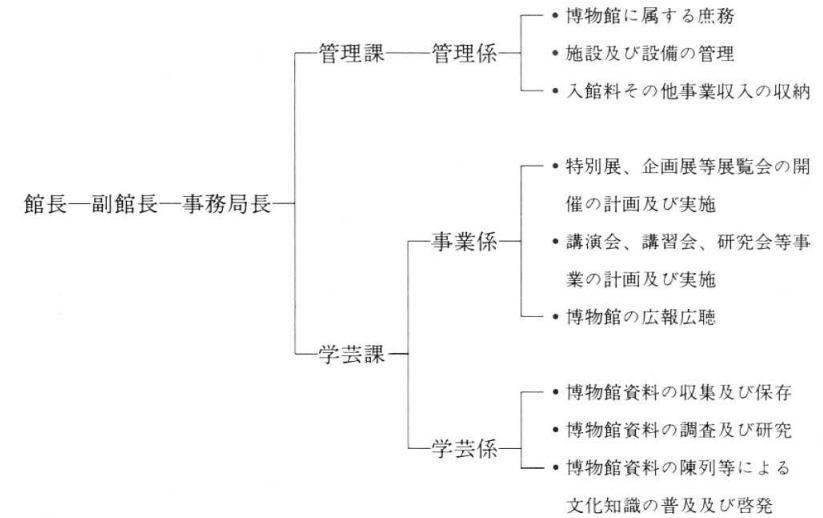 館長―副館長―事務局長
管理課
管理係
• 博物館に属する庶務
• 施設及び設備の管理
• 入館料その他事業収入の収納
学芸課
事業係
• 特別展、企画展等展覧会の開
催の計画及び実施
• 講演会、講習会、研究会等事
業の計画及び実施
• 博物館の広報広聴
学芸係
• 博物館資料の収集及び保存
• 博物館資料の調査及び研究
• 博物館資料の陳列等による
文化知識の普及及び啓発